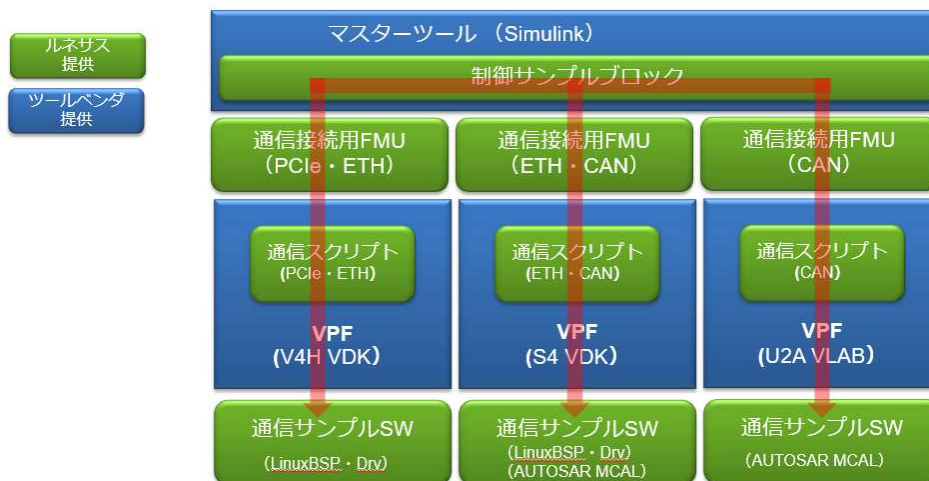 ルネサス
提供
ツールベンダ
提供
マスターツール （Simulink）
制御サンプルブロック
通信接続用FMU
（PCIe・ETH）
通信接続用FMU
（ETH・CAN）
通信接続用FMU
（CAN）
通信スクリプト
(PCIe・ETH)
通信スクリプト
(ETH・CAN)
通信スクリプト
(CAN)
VPF
(V4H VDK)
VPF
(S4 VDK)
VPF
(U2A VLAB)
通信サンプルSW
（LinuxBSP・Drv）
通信サンプルSW
（LinuxBSP・Drv）
（AUTOSAR MCAL）
通信サンプルSW
（AUTOSAR MCAL）